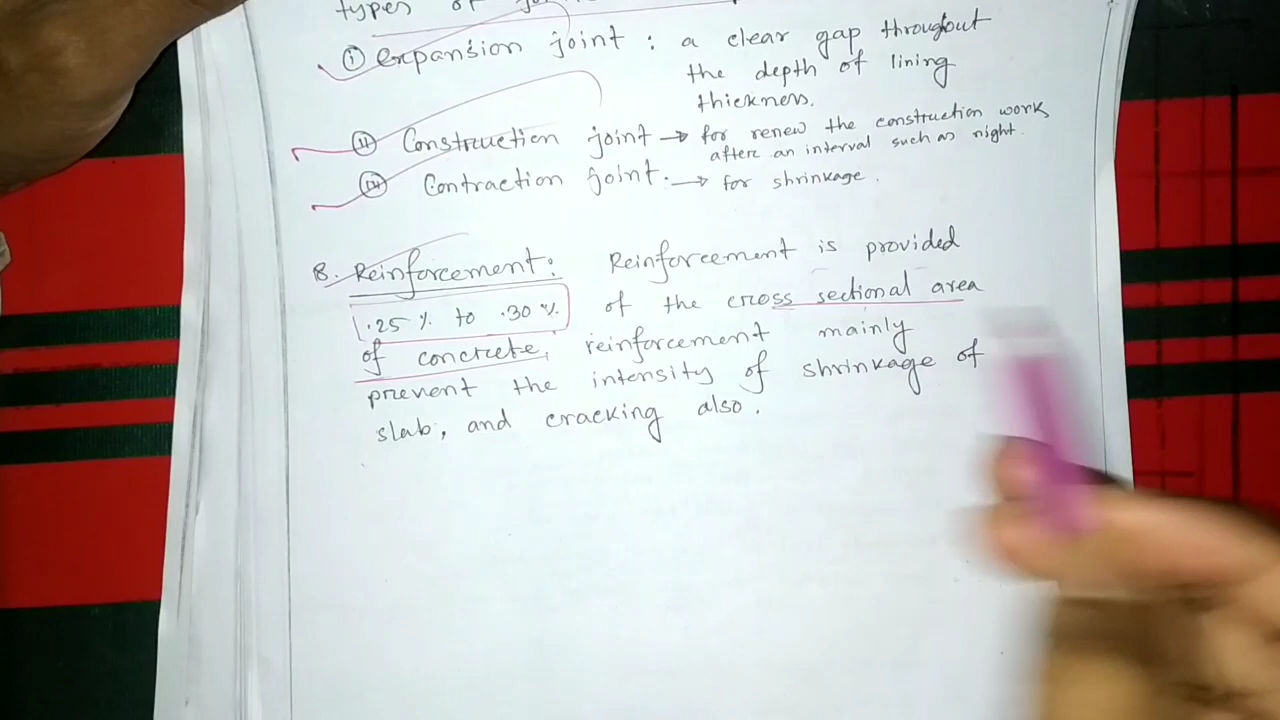 types of
(i) expansion joint : a clear gap throughout
the depth of lining
thickness.
(ii) Construction joint → for renew the construction work
after an interval such as night.
Contraction joint. → for shrinkage.
8. Reinforcement: Reinforcement is provided
.25 % to .30 %. of the cross sectional area
of concrete, reinforcement mainly
prevent the intensity of shrinkage of
slab, and cracking also.